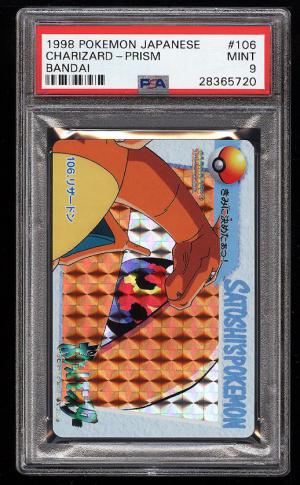 1998 POKEMON JAPANESE #106
CHARIZARD - PRISM MINT
BANDAI 9
PSA 28365720
きみにきめたぁっ!
SATOSHI'S POKEMON
106.リザードン